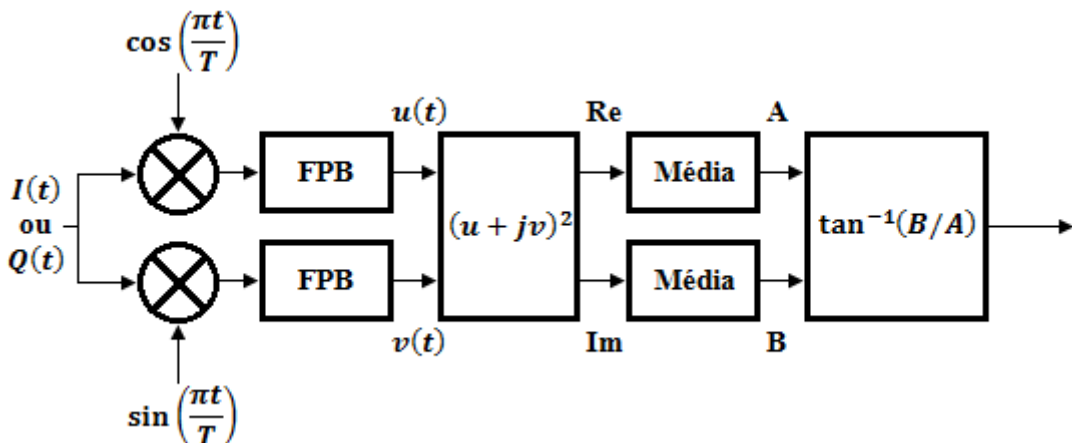 cos (πt/T)
u(t)
Re
A
I(t)
ou
Q(t)
FPB
(u + jv)²
Média
tan⁻¹(B/A)
FPB
Média
v(t)
Im
B
sin (πt/T)